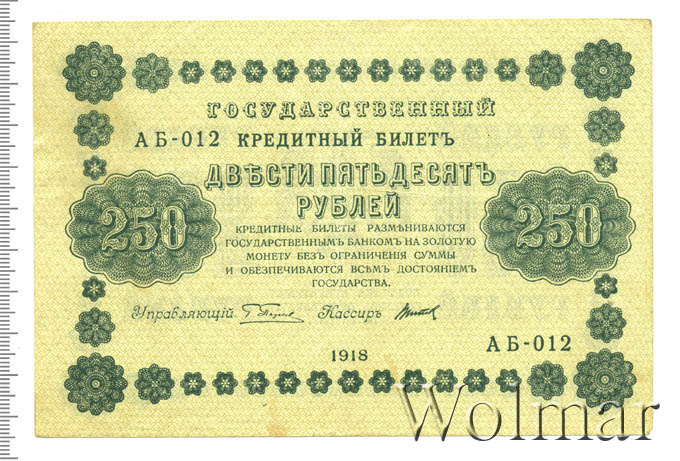 ГОСУДАРСТВЕННЫЙ
АБ-012 КРЕДИТНЫЙ БИЛЕТЪ
ДВѢСТИ ПЯТЬДЕСЯТЪ
РУБЛЕЙ
250
250
КРЕДИТНЫЕ БИЛЕТЫ РАЗМѢНИВАЮТСЯ
ГОСУДАРСТВЕННЫМЪ БАНКОМЪ НА ЗОЛОТУЮ
МОНЕТУ БЕЗЪ ОГРАНИЧЕНІЯ СУММЫ
И ОБЕЗПЕЧИВАЮТСЯ ВСѢМЪ ДОСТОЯНІЕМЪ
ГОСУДАРСТВА.
Управляющій Кассиръ
1918
АБ-012
Wolmar